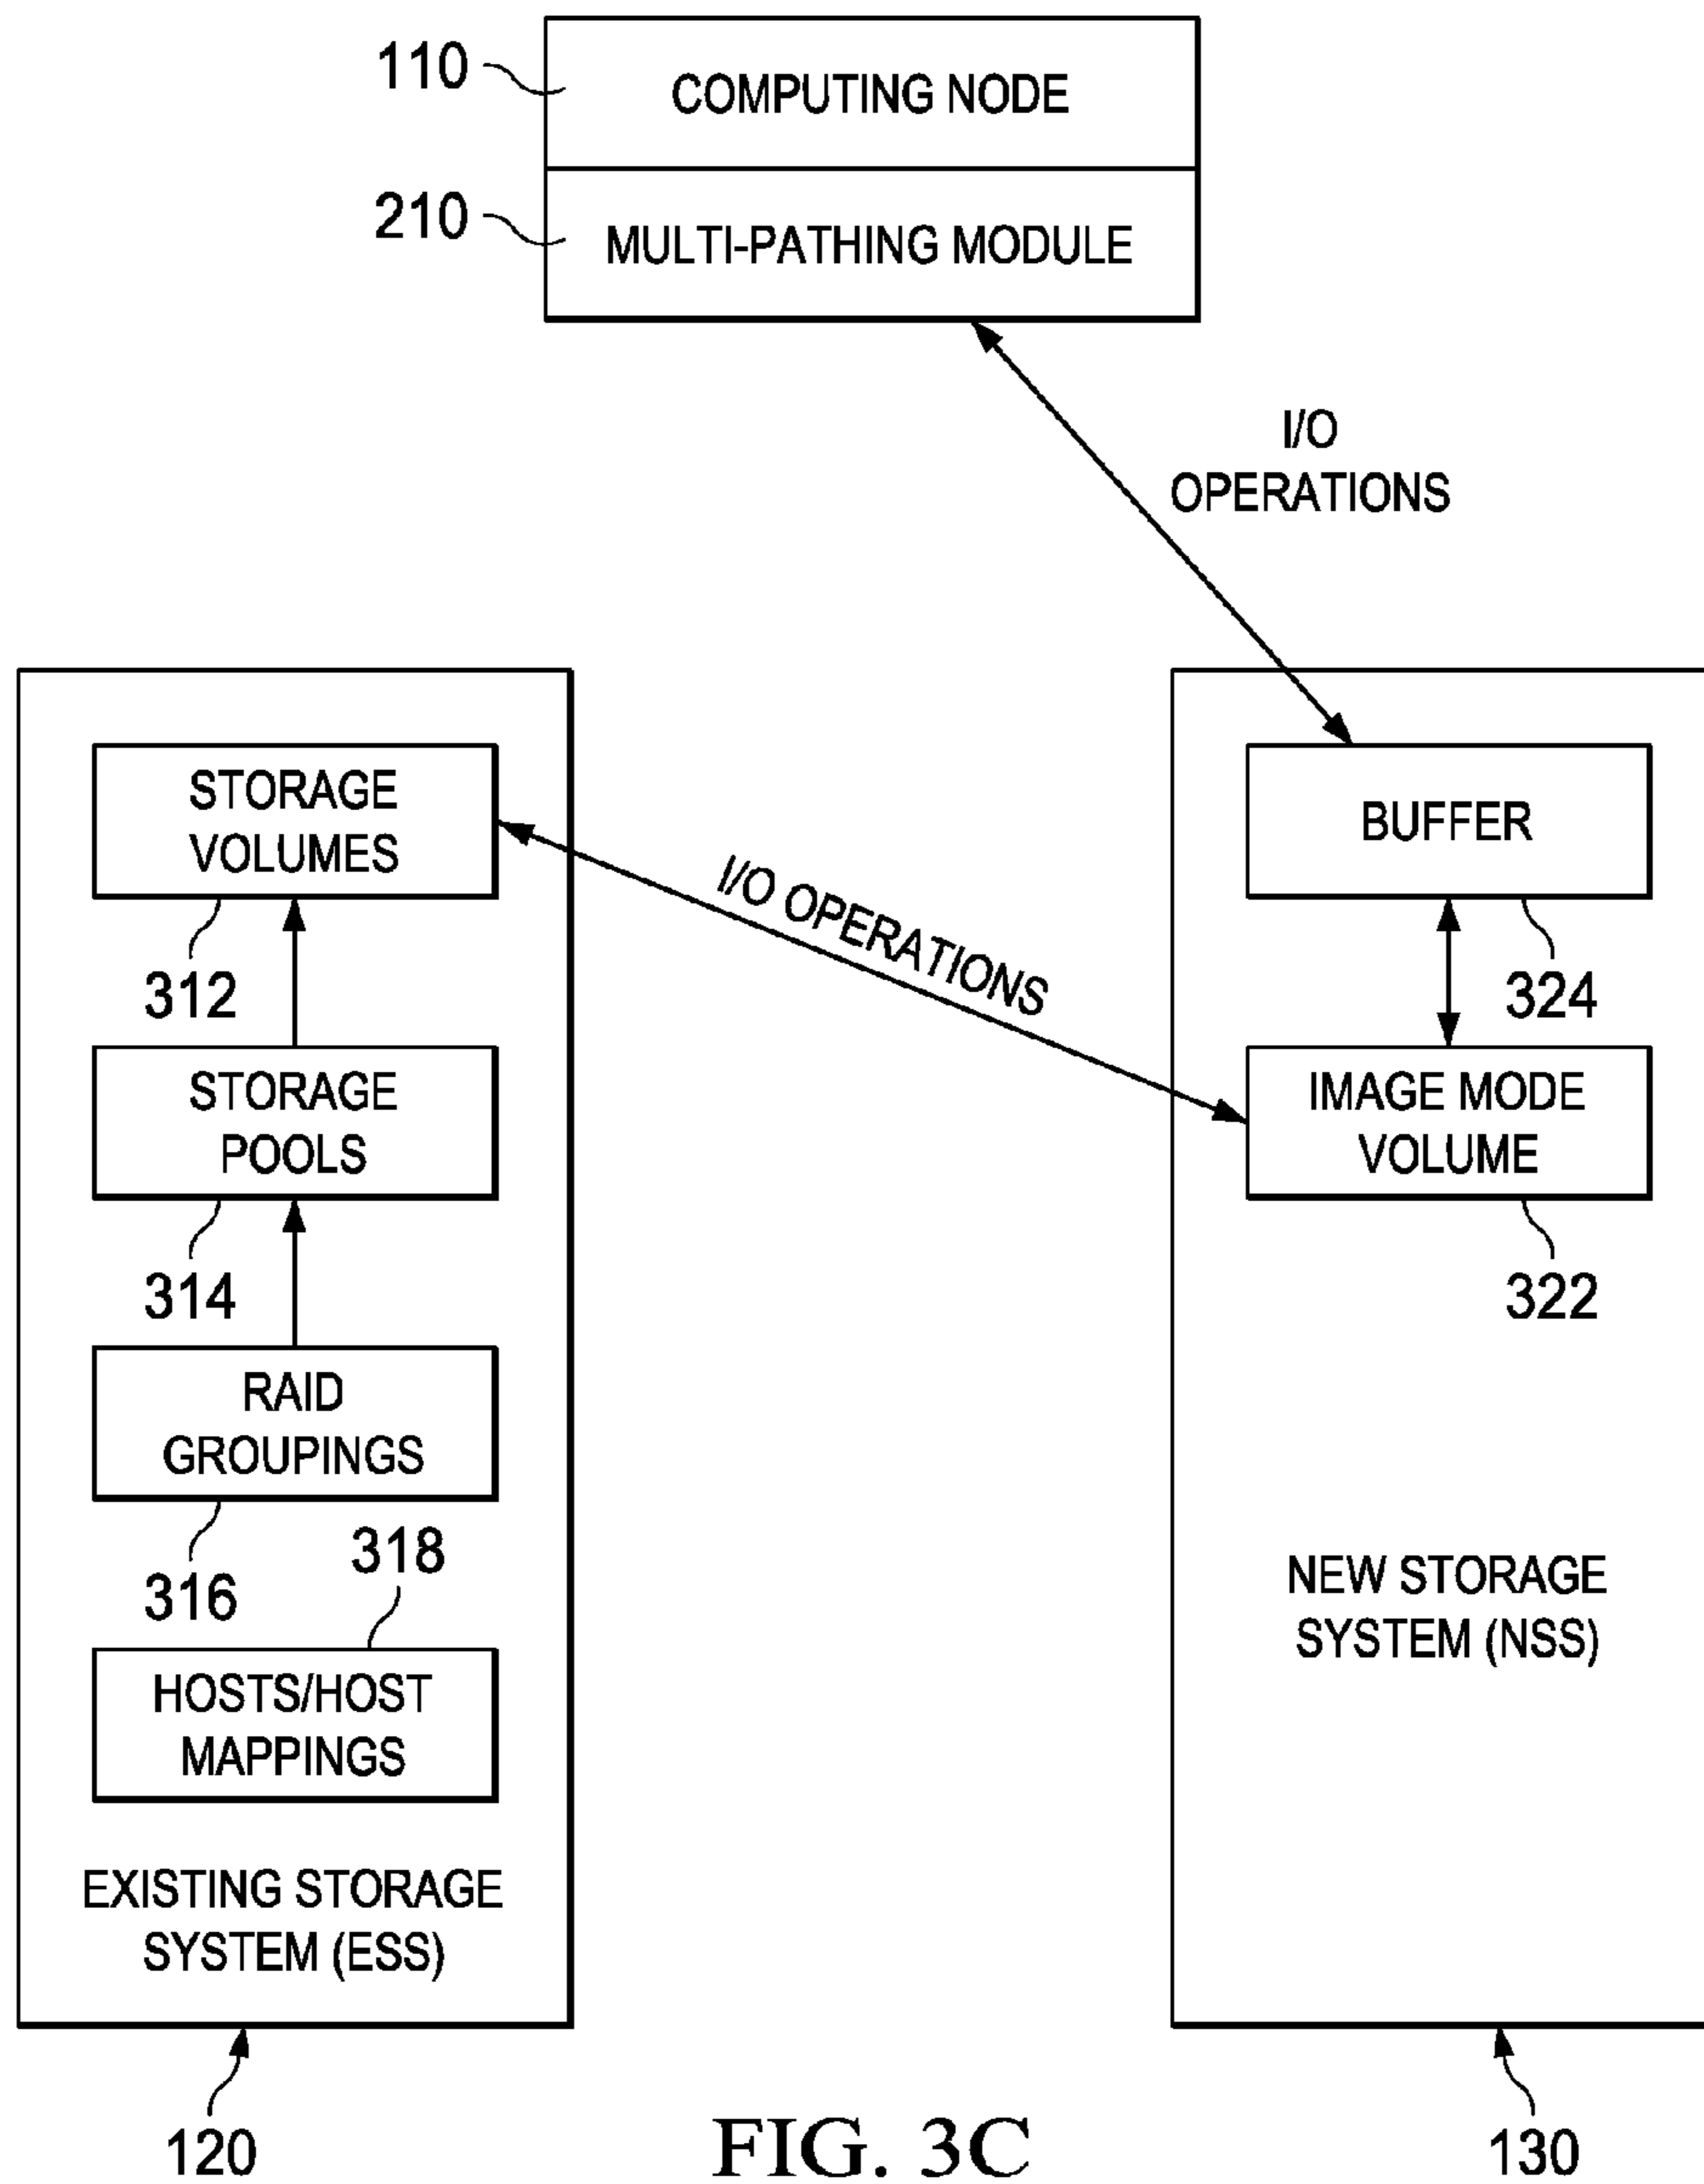 110
COMPUTING NODE
210
MULTI-PATHING MODULE
I/O
OPERATIONS
STORAGE
VOLUMES
312
I/O OPERATIONS
BUFFER
324
STORAGE
POOLS
314
IMAGE MODE
VOLUME
322
RAID
GROUPINGS
316
318
HOSTS/HOST
MAPPINGS
EXISTING STORAGE
SYSTEM (ESS)
NEW STORAGE
SYSTEM (NSS)
120
130
FIG. 3C